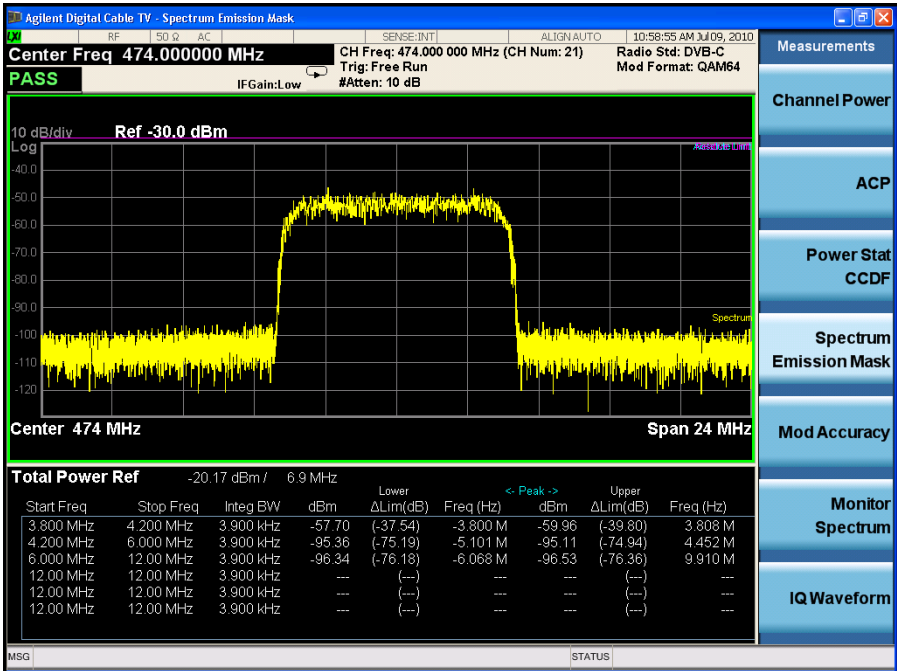 Agilent Digital Cable TV - Spectrum Emission Mask
LXI RF 50 Ω AC SENSE:INT ALIGN AUTO 10:58:55 AM Jul 09, 2010
Center Freq 474.000000 MHz
CH Freq: 474.000 000 MHz (CH Num: 21)
Radio Std: DVB-C
Trig: Free Run
Mod Format: QAM64
PASS
IFGain:Low
#Atten: 10 dB
10 dB/div Ref -30.0 dBm
Log
Absolute Limit
-40.0
-50.0
-60.0
-70.0
-80.0
-90.0
Spectrum
-100
-110
-120
Center 474 MHz Span 24 MHz
Total Power Ref -20.17 dBm / 6.9 MHz
Lower <- Peak -> Upper
Start Freq Stop Freq Integ BW dBm ΔLim(dB) Freq (Hz) dBm ΔLim(dB) Freq (Hz)
3.800 MHz 4.200 MHz 3.900 kHz -57.70 (-37.54) -3.800 M -59.96 (-39.80) 3.808 M
4.200 MHz 6.000 MHz 3.900 kHz -95.36 (-75.19) -5.101 M -95.11 (-74.94) 4.452 M
6.000 MHz 12.00 MHz 3.900 kHz -96.34 (-76.18) -6.068 M -96.53 (-76.36) 9.910 M
12.00 MHz 12.00 MHz 3.900 kHz --- (---) --- --- (---) ---
12.00 MHz 12.00 MHz 3.900 kHz --- (---) --- --- (---) ---
12.00 MHz 12.00 MHz 3.900 kHz --- (---) --- --- (---) ---
MSG STATUS
Measurements
Channel Power
ACP
Power Stat
CCDF
Spectrum
Emission Mask
Mod Accuracy
Monitor
Spectrum
IQ Waveform